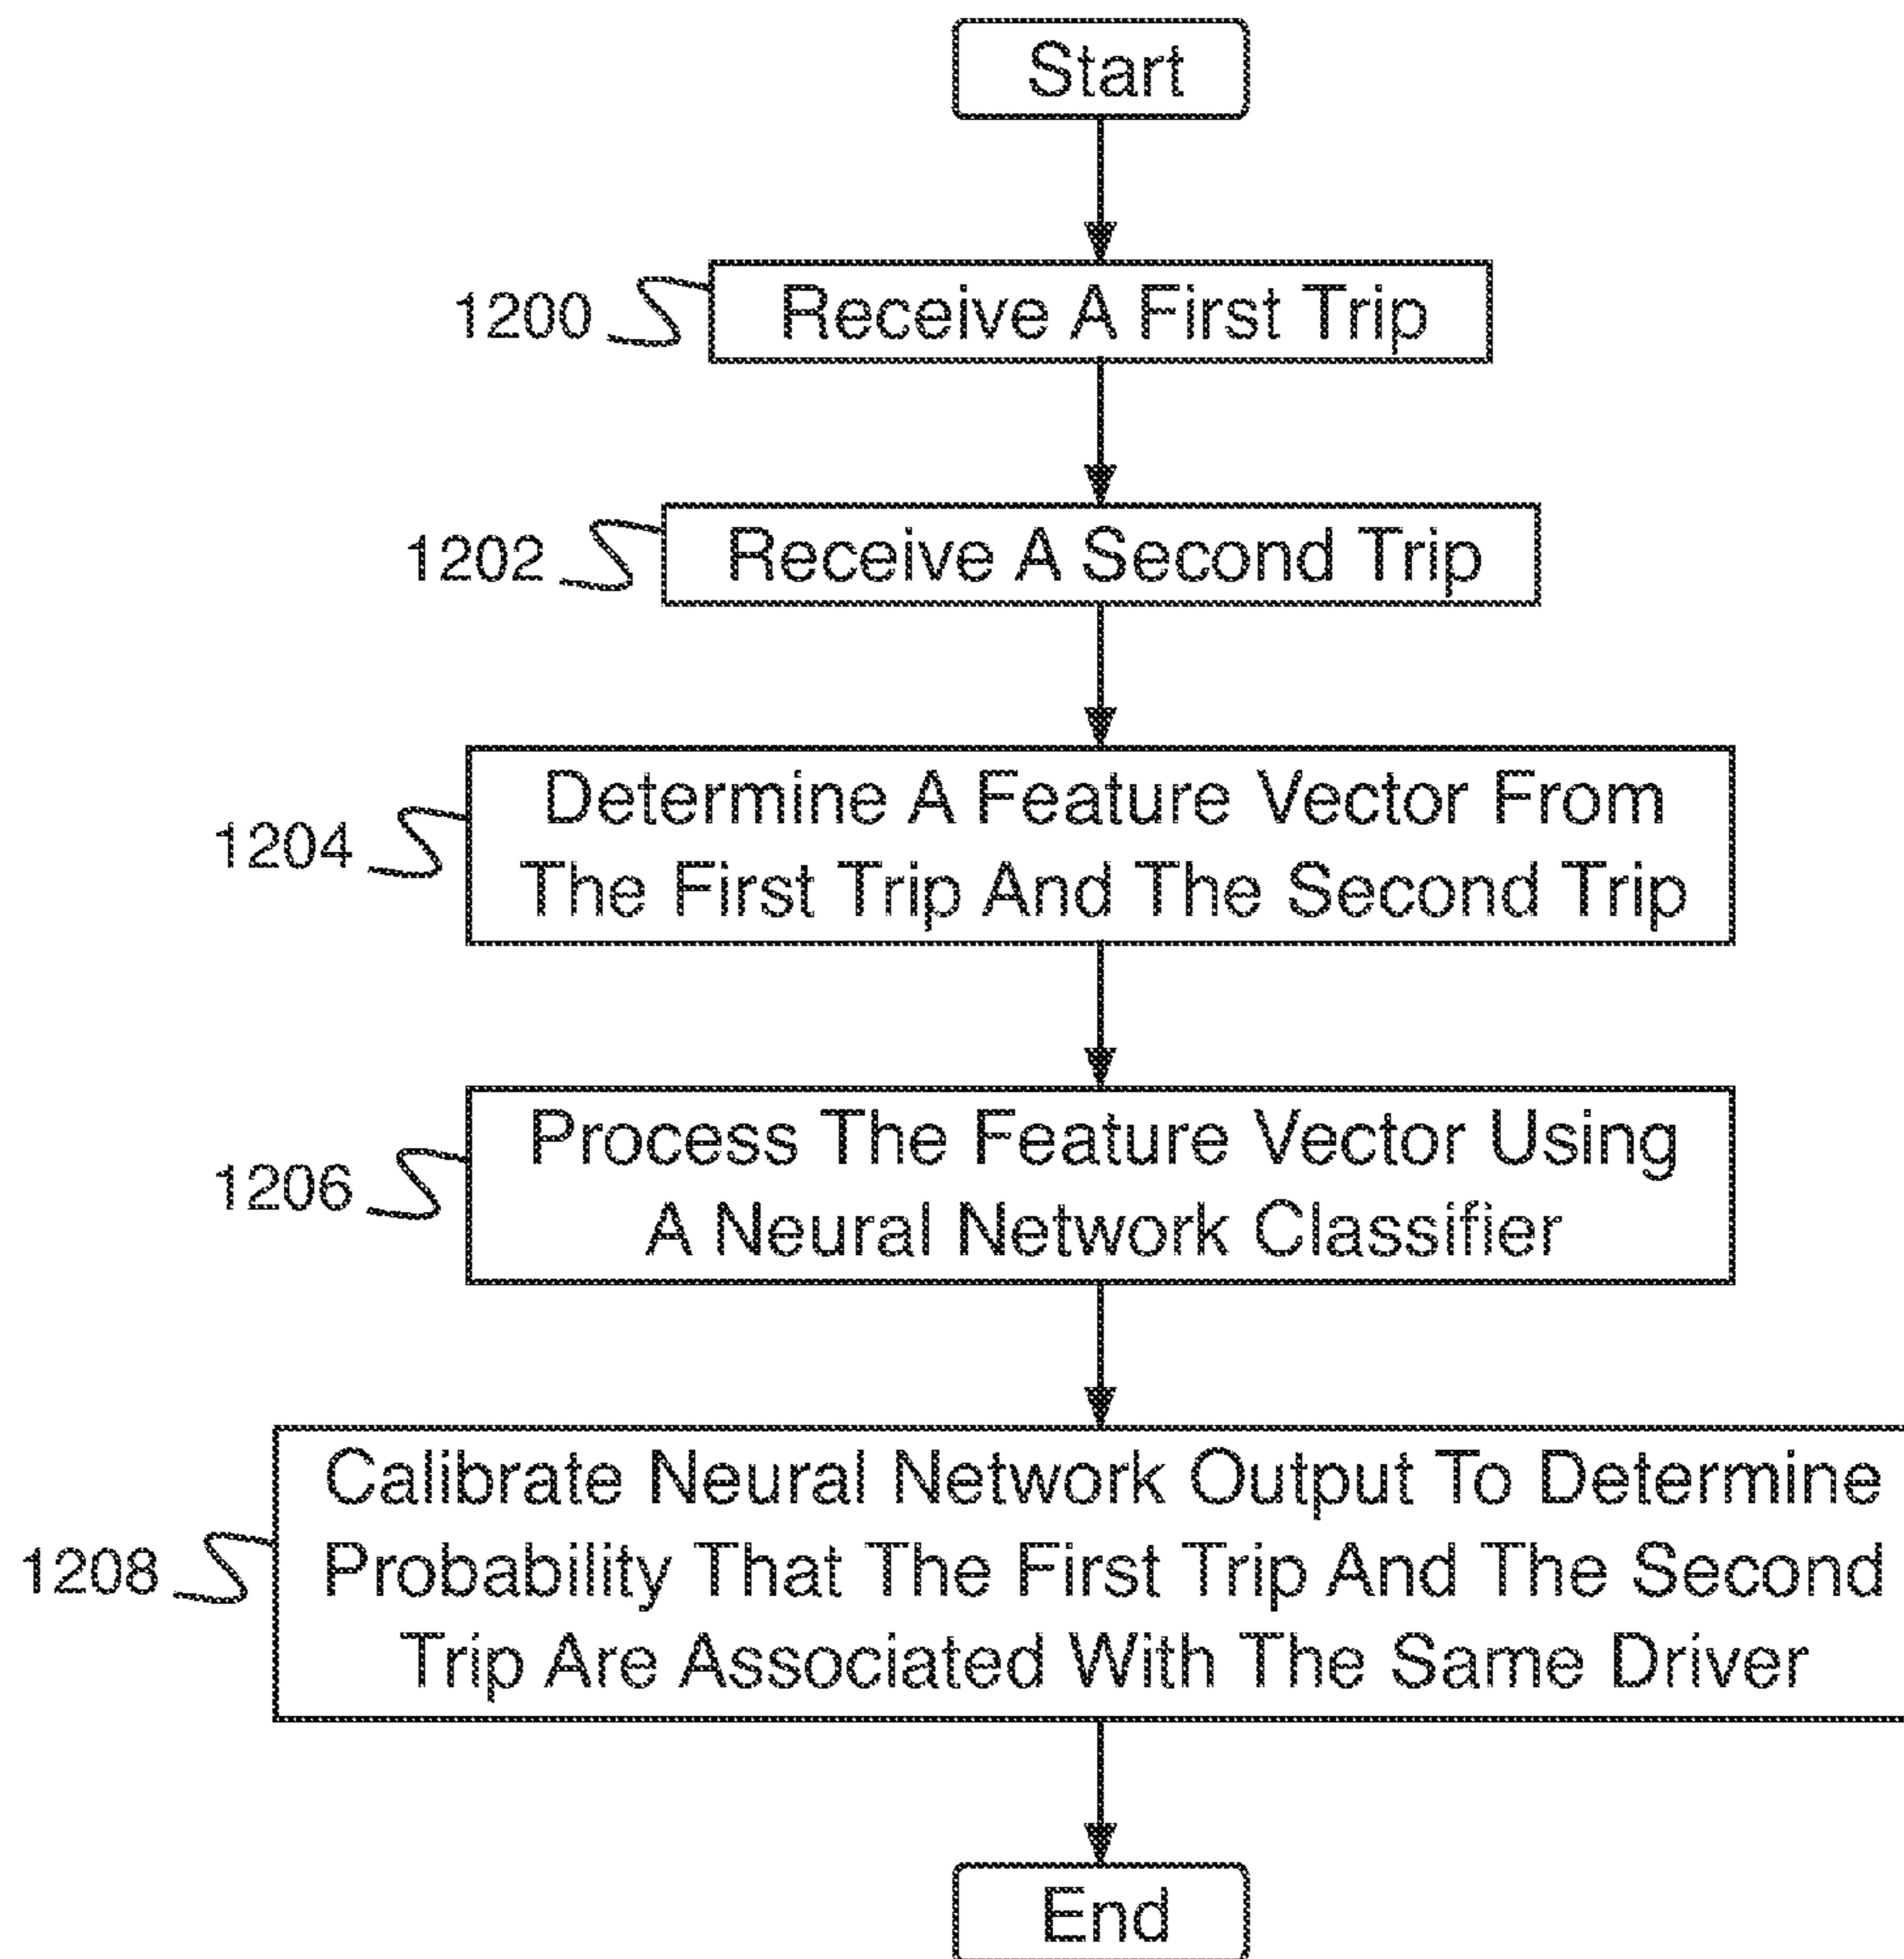 Start
1200
Receive A First Trip
1202
Receive A Second Trip
1204
Determine A Feature Vector From
The First Trip And The Second Trip
1206
Process The Feature Vector Using
A Neural Network Classifier
1208
Calibrate Neural Network Output To Determine
Probability That The First Trip And The Second
Trip Are Associated With The Same Driver
End